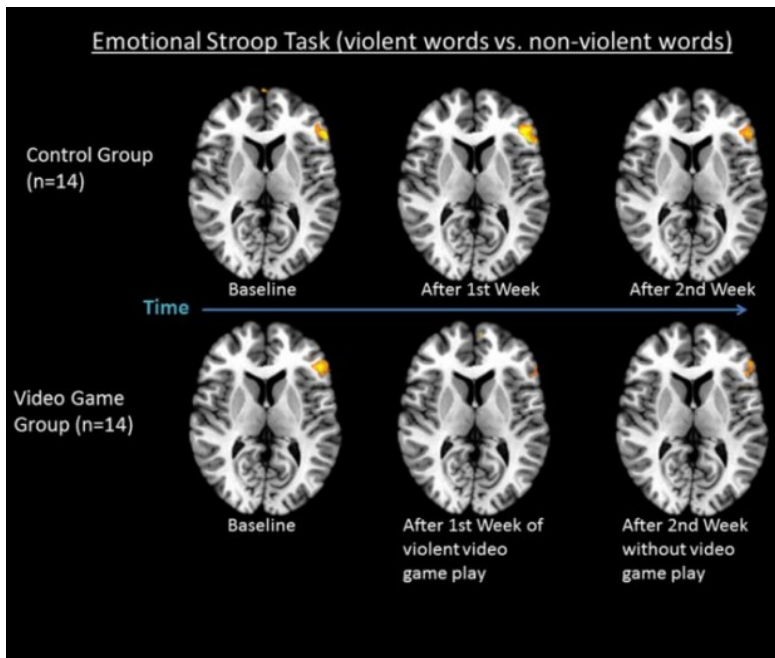 Emotional Stroop Task (violent words vs. non-violent words)
Control Group
(n=14)
Baseline
After 1st Week
After 2nd Week
Time
Video Game
Group (n=14)
Baseline
After 1st Week of
violent video
game play
After 2nd Week
without video
game play